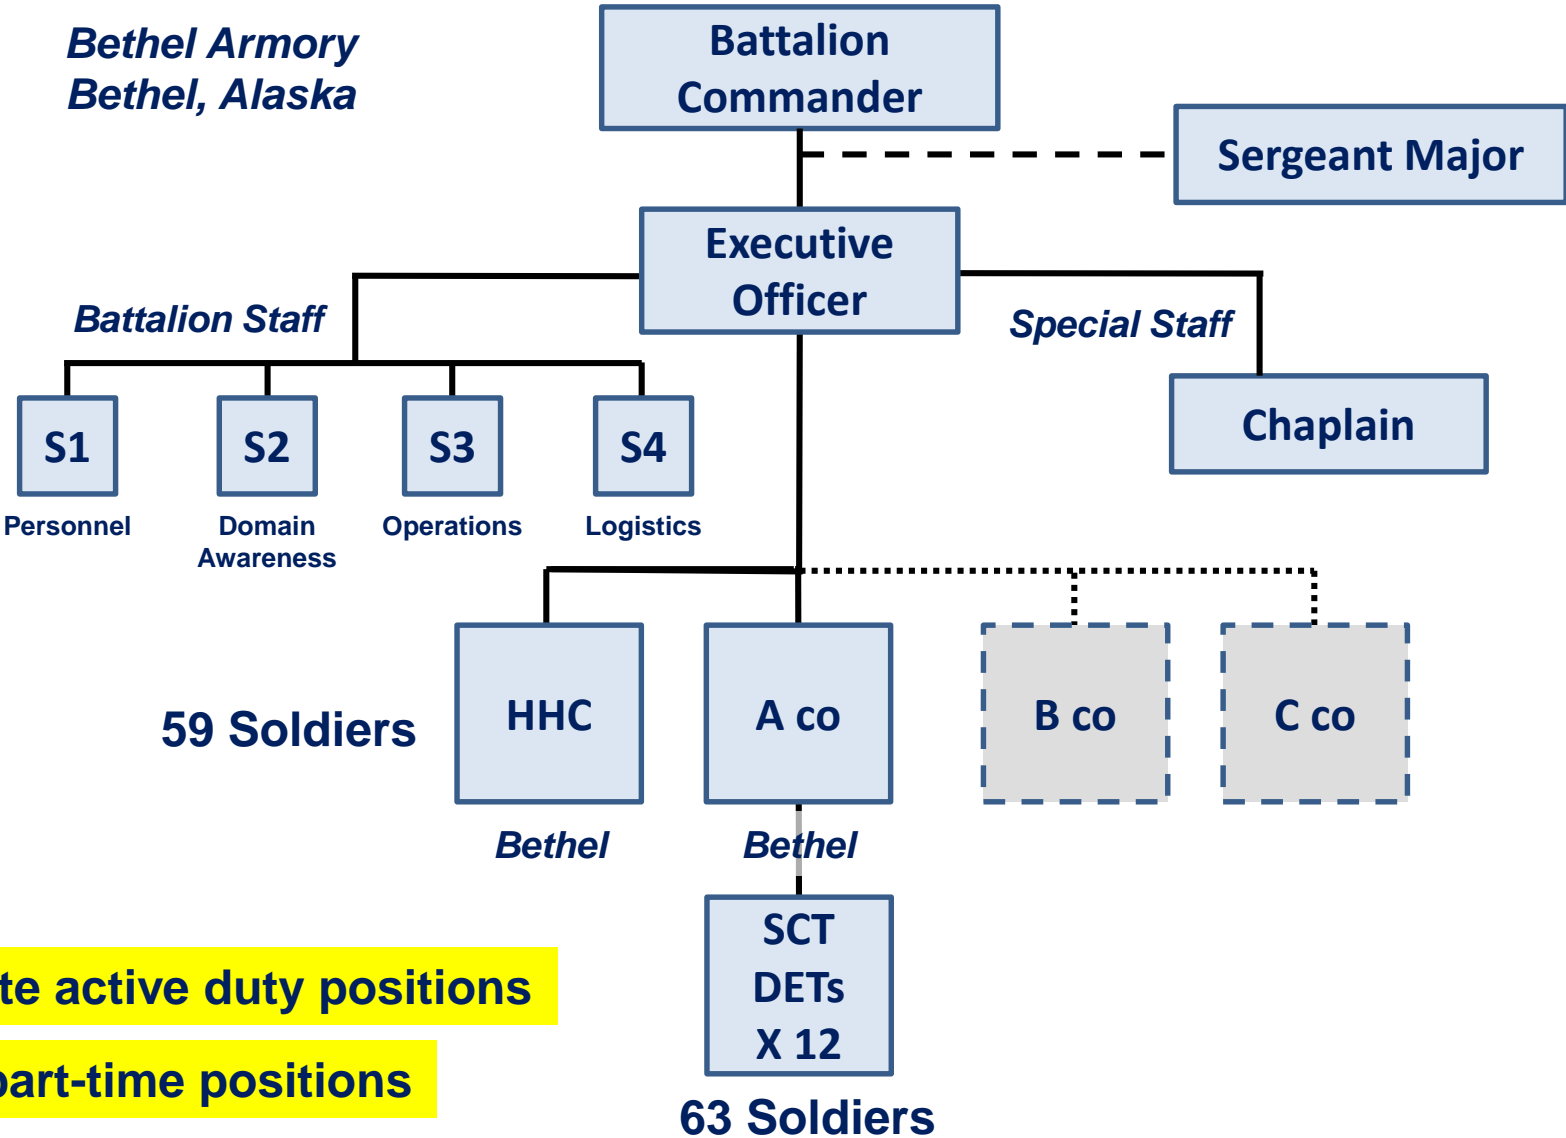 Bethel Armory
Bethel, Alaska
Battalion
Commander
Sergeant Major
Executive
Officer
Battalion Staff
Special Staff
S1
S2
S3
S4
Chaplain
Personnel
Domain
Awareness
Operations
Logistics
59 Soldiers
HHC
A co
B co
C co
Bethel
Bethel
SCT
DETs
X 12
te active duty positions
part-time positions
63 Soldiers